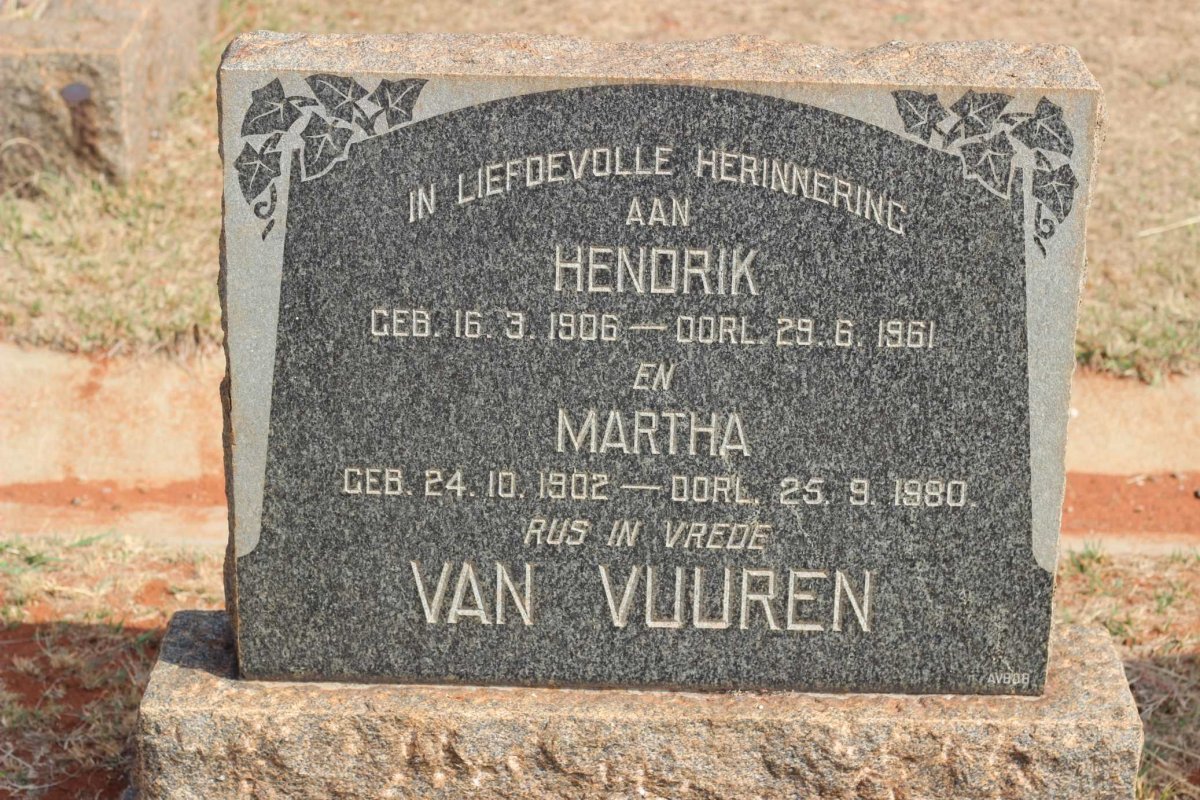 IN LIEFDEVOLLE HERINNERING
AAN
HENDRIK
GEB. 16. 3. 1906 — OORL. 29. 6. 1961
EN
MARTHA
GEB. 24. 10. 1902 — OORL. 25. 9. 1980.
RUS IN VREDE
VAN VUUREN
AVBOB